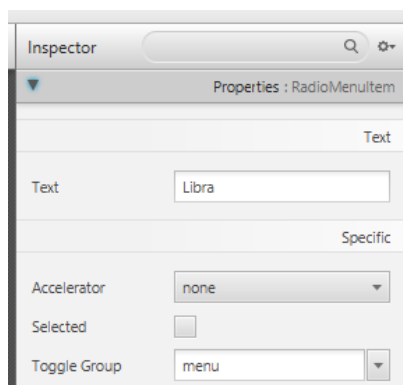 Inspector
Properties : RadioMenuItem
Text
Text Libra
Specific
Accelerator none
Selected
Toggle Group menu